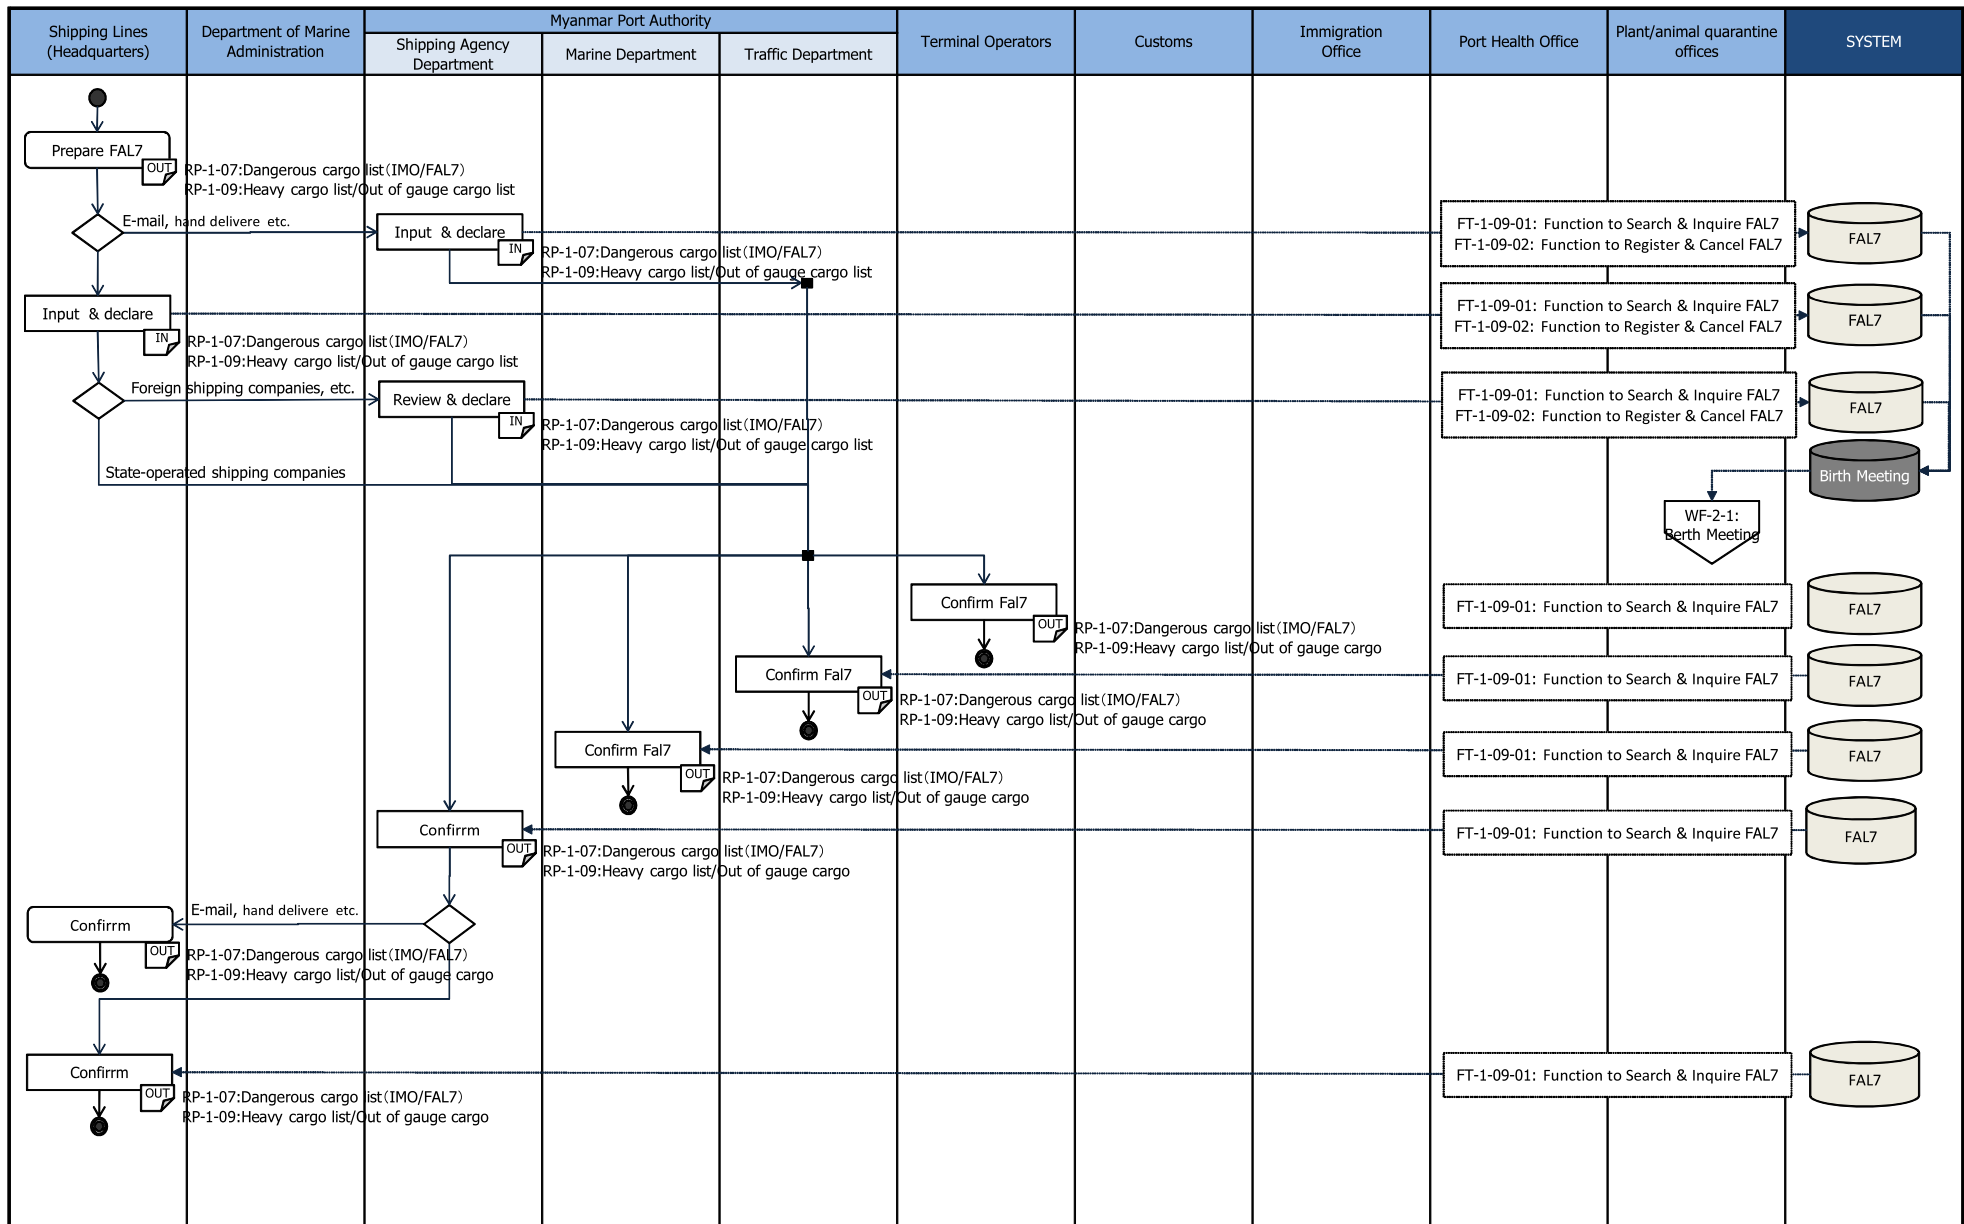 Shipping Lines
(Headquarters)
Department of Marine
Administration
Myanmar Port Authority
Shipping Agency
Department
Marine Department
Traffic Department
Terminal Operators
Customs
Immigration
Office
Port Health Office
Plant/animal quarantine
offices
SYSTEM
Prepare FAL7
OUT
RP-1-07:Dangerous cargo list(IMO/FAL7)
RP-1-09:Heavy cargo list/Out of gauge cargo list
E-mail, hand delivere etc.
Input & declare
IN
RP-1-07:Dangerous cargo list(IMO/FAL7)
RP-1-09:Heavy cargo list/Out of gauge cargo list
FT-1-09-01: Function to Search & Inquire FAL7
FT-1-09-02: Function to Register & Cancel FAL7
FAL7
Input & declare
IN
RP-1-07:Dangerous cargo list(IMO/FAL7)
RP-1-09:Heavy cargo list/Out of gauge cargo list
FT-1-09-01: Function to Search & Inquire FAL7
FT-1-09-02: Function to Register & Cancel FAL7
FAL7
Foreign shipping companies, etc.
Review & declare
IN
RP-1-07:Dangerous cargo list(IMO/FAL7)
RP-1-09:Heavy cargo list/Out of gauge cargo list
FT-1-09-01: Function to Search & Inquire FAL7
FT-1-09-02: Function to Register & Cancel FAL7
FAL7
State-operated shipping companies
Birth Meeting
WF-2-1:
Berth Meeting
Confirm Fal7
OUT
RP-1-07:Dangerous cargo list(IMO/FAL7)
RP-1-09:Heavy cargo list/Out of gauge cargo
FT-1-09-01: Function to Search & Inquire FAL7
FAL7
Confirm Fal7
OUT
RP-1-07:Dangerous cargo list(IMO/FAL7)
RP-1-09:Heavy cargo list/Out of gauge cargo
FT-1-09-01: Function to Search & Inquire FAL7
FAL7
Confirm Fal7
OUT
RP-1-07:Dangerous cargo list(IMO/FAL7)
RP-1-09:Heavy cargo list/Out of gauge cargo
FT-1-09-01: Function to Search & Inquire FAL7
FAL7
Confirrm
OUT
RP-1-07:Dangerous cargo list(IMO/FAL7)
RP-1-09:Heavy cargo list/Out of gauge cargo
FT-1-09-01: Function to Search & Inquire FAL7
FAL7
E-mail, hand delivere etc.
Confirrm
OUT
RP-1-07:Dangerous cargo list(IMO/FAL7)
RP-1-09:Heavy cargo list/Out of gauge cargo
Confirrm
OUT
RP-1-07:Dangerous cargo list(IMO/FAL7)
RP-1-09:Heavy cargo list/Out of gauge cargo
FT-1-09-01: Function to Search & Inquire FAL7
FAL7